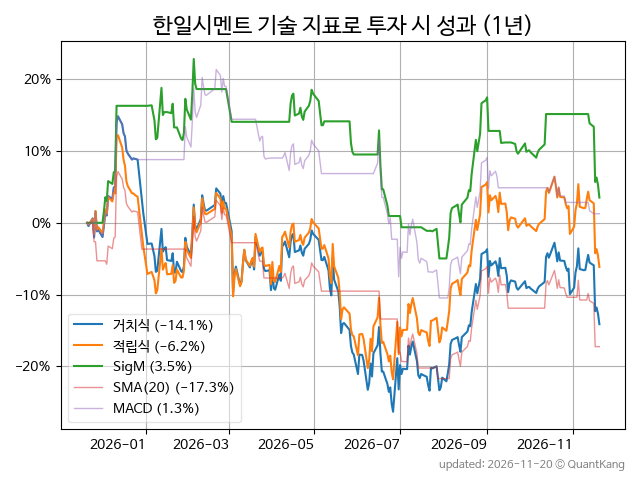 한일시멘트 기술 지표로 투자 시 성과 (1년)
20%
10%
0%
−10%
−20%
거치식 (−14.1%)
적립식 (−6.2%)
SigM (3.5%)
SMA(20) (−17.3%)
MACD (1.3%)
2026-01 2026-03 2026-05 2026-07 2026-09 2026-11
updated: 2026-11-20 © QuantKang